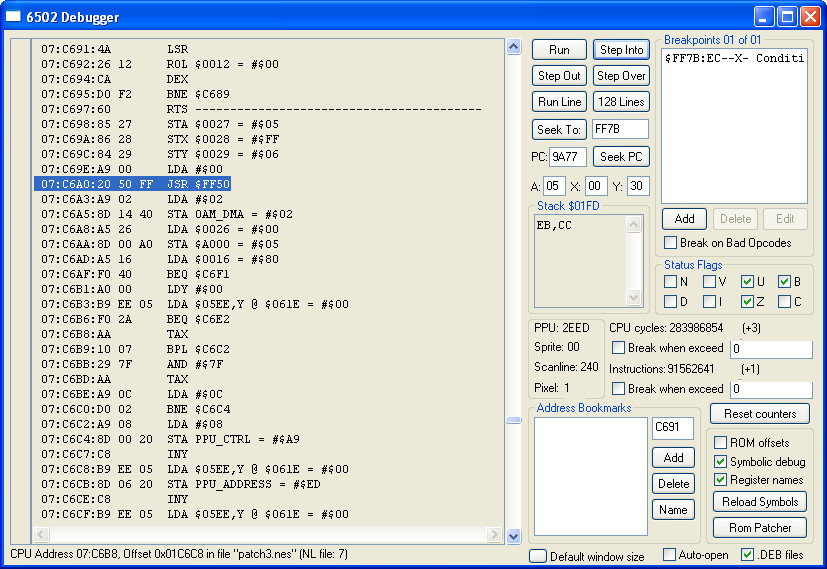 6502 Debugger
07:C691:4A LSR
07:C692:26 12 ROL $0012 = #$00
07:C694:CA DEX
07:C695:D0 F2 BNE $C689
07:C697:60 RTS -----------------------------------------
07:C698:85 27 STA $0027 = #$05
07:C69A:86 28 STX $0028 = #$FF
07:C69C:84 29 STY $0029 = #$06
07:C69E:A9 00 LDA #$00
07:C6A0:20 50 FF JSR $FF50
07:C6A3:A9 02 LDA #$02
07:C6A5:8D 14 40 STA OAM_DMA = #$02
07:C6A8:A5 26 LDA $0026 = #$00
07:C6AA:8D 00 A0 STA $A000 = #$05
07:C6AD:A5 16 LDA $0016 = #$80
07:C6AF:F0 40 BEQ $C6F1
07:C6B1:A0 00 LDY #$00
07:C6B3:B9 EE 05 LDA $05EE,Y @ $061E = #$00
07:C6B6:F0 2A BEQ $C6E2
07:C6B8:AA TAX
07:C6B9:10 07 BPL $C6C2
07:C6BB:29 7F AND #$7F
07:C6BD:AA TAX
07:C6BE:A9 0C LDA #$0C
07:C6C0:D0 02 BNE $C6C4
07:C6C2:A9 08 LDA #$08
07:C6C4:8D 00 20 STA PPU_CTRL = #$A9
07:C6C7:C8 INY
07:C6C8:B9 EE 05 LDA $05EE,Y @ $061E = #$00
07:C6CB:8D 06 20 STA PPU_ADDRESS = #$ED
07:C6CE:C8 INY
07:C6CF:B9 EE 05 LDA $05EE,Y @ $061E = #$00
CPU Address 07:C6B8, Offset 0x01C6C8 in file "patch3.nes" (NL file: 7)
Run Step Into
Step Out Step Over
Run Line 128 Lines
Seek To: FF7B
PC: 9A77 Seek PC
A: 05 X: 00 Y: 30
Stack $01FD
EB,CC
Breakpoints 01 of 01
$FF7B:EC--X- Conditi
Add Delete Edit
Break on Bad Opcodes
Status Flags
N V U B
D I Z C
PPU: 2EED
Sprite: 00
Scanline: 240
Pixel: 1
CPU cycles: 283986854 (+3)
Break when exceed 0
Instructions: 91562641 (+1)
Break when exceed 0
Address Bookmarks
C691
Add
Delete
Name
Reset counters
ROM offsets
Symbolic debug
Register names
Reload Symbols
Rom Patcher
Default window size
Auto-open
.DEB files